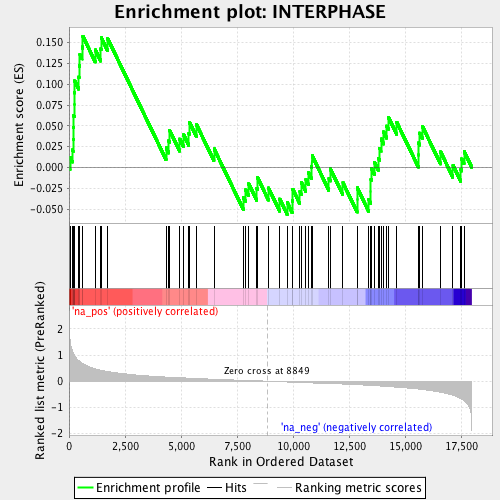 Enrichment plot: INTERPHASE
Enrichment score (ES)
0.150
0.125
0.100
0.075
0.050
0.025
0.000
-0.025
-0.050
'na_pos' (positively correlated)
Ranked list metric (PreRanked)
2
1
0
-1
-2
Zero cross at 8849
'na_neg' (negatively correlated)
0 2,500 5,000 7,500 10,000 12,500 15,000 17,500
Rank in Ordered Dataset
Enrichment profile Hits Ranking metric scores